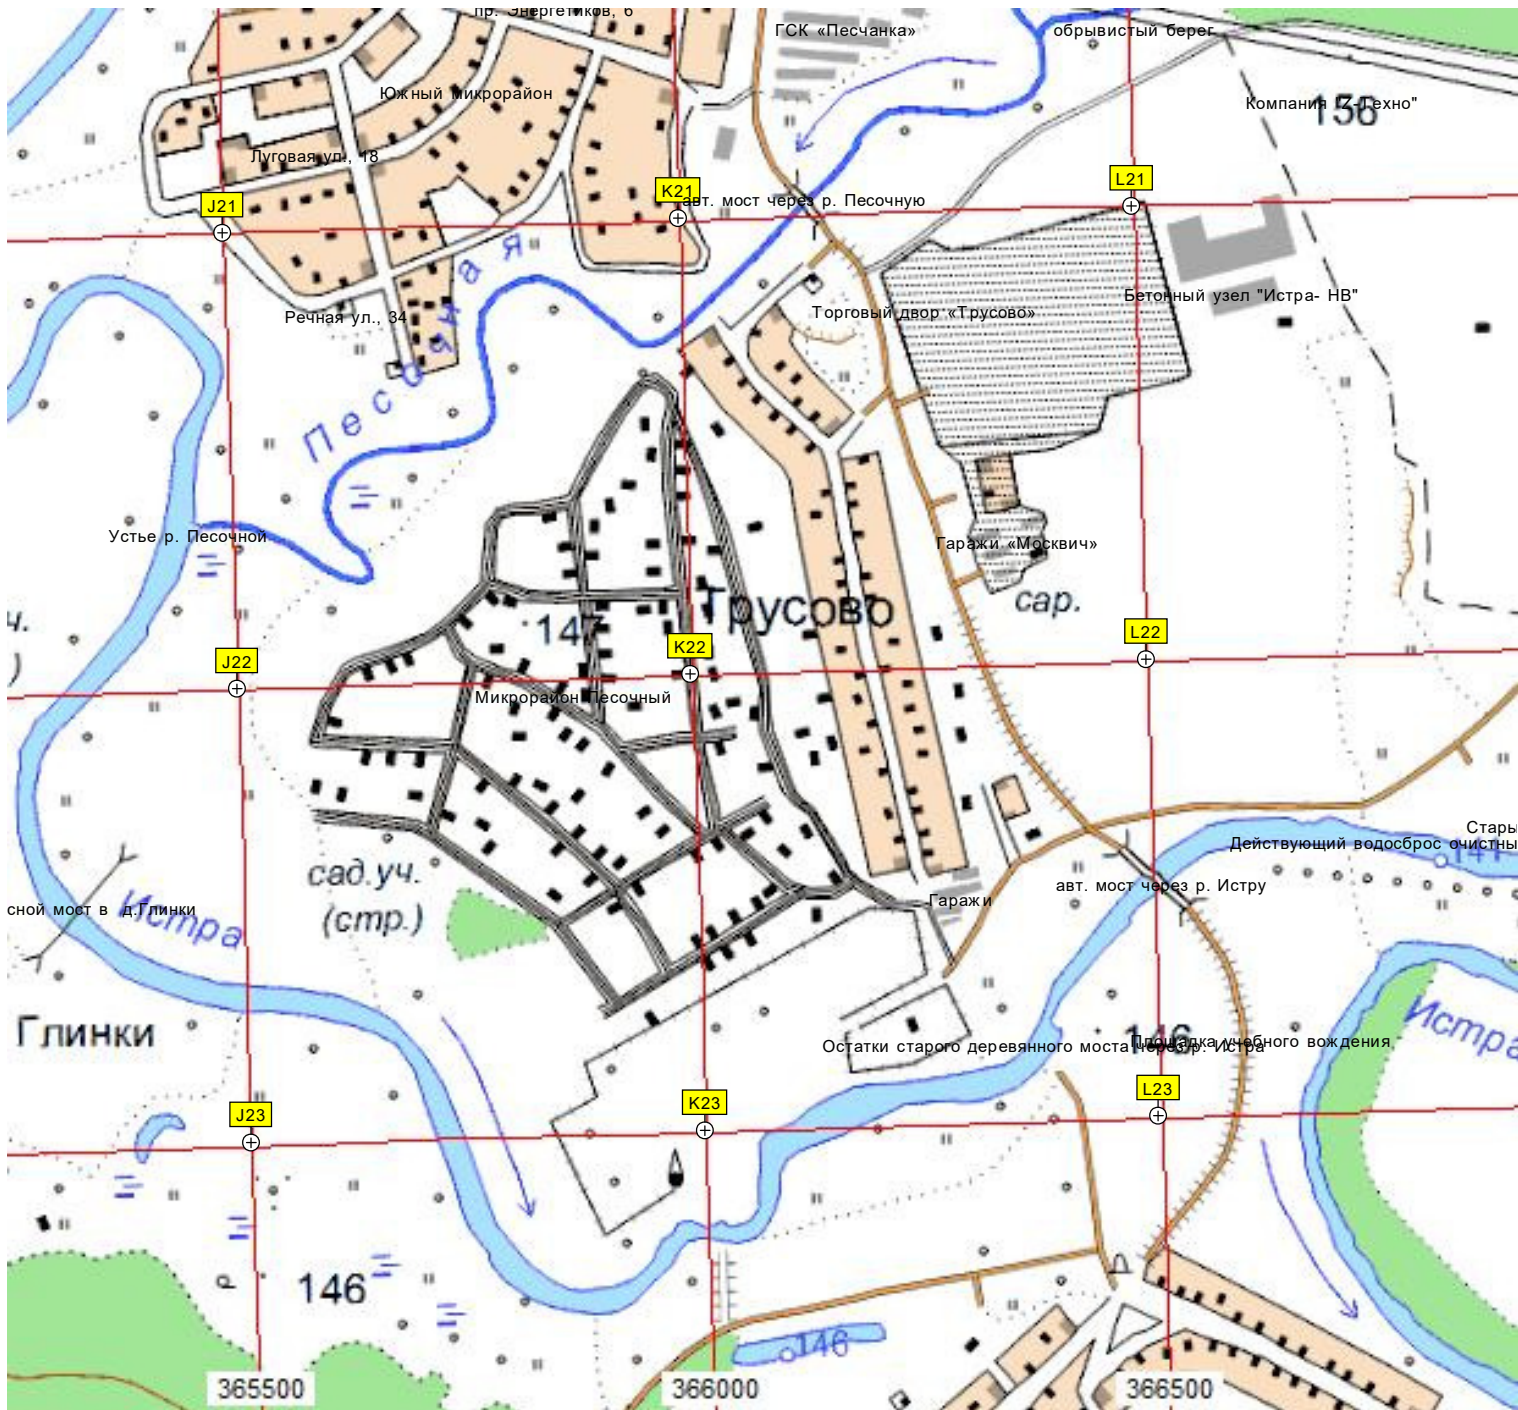 пр. Энергетиков, 6
ГСК «Песчанка»
обрывистый берег
Южный микрорайон
Компания "Z-Техно"
156
Луговая ул., 18
J21
K21
L21
авт. мост через р. Песочную
Песочная
Бетонный узел "Истра- НВ"
Торговый двор «Трусово»
Речная ул., 34
Устье р. Песочной
Гаражи «Москвич»
сар.
ч.
)
147
Трусово
J22
K22
L22
Микрорайон Песочный
Стары
Действующий водосброс очистны
141
сад.уч.
(стр.)
авт. мост через р. Истру
Гаражи
сной мост в д.Глинки
Истра
Истра
Глинки
146
Остатки старого деревянного моста через р. Истра
Площадка учебного вождения
J23
K23
L23
р
146
146
365500
366000
366500